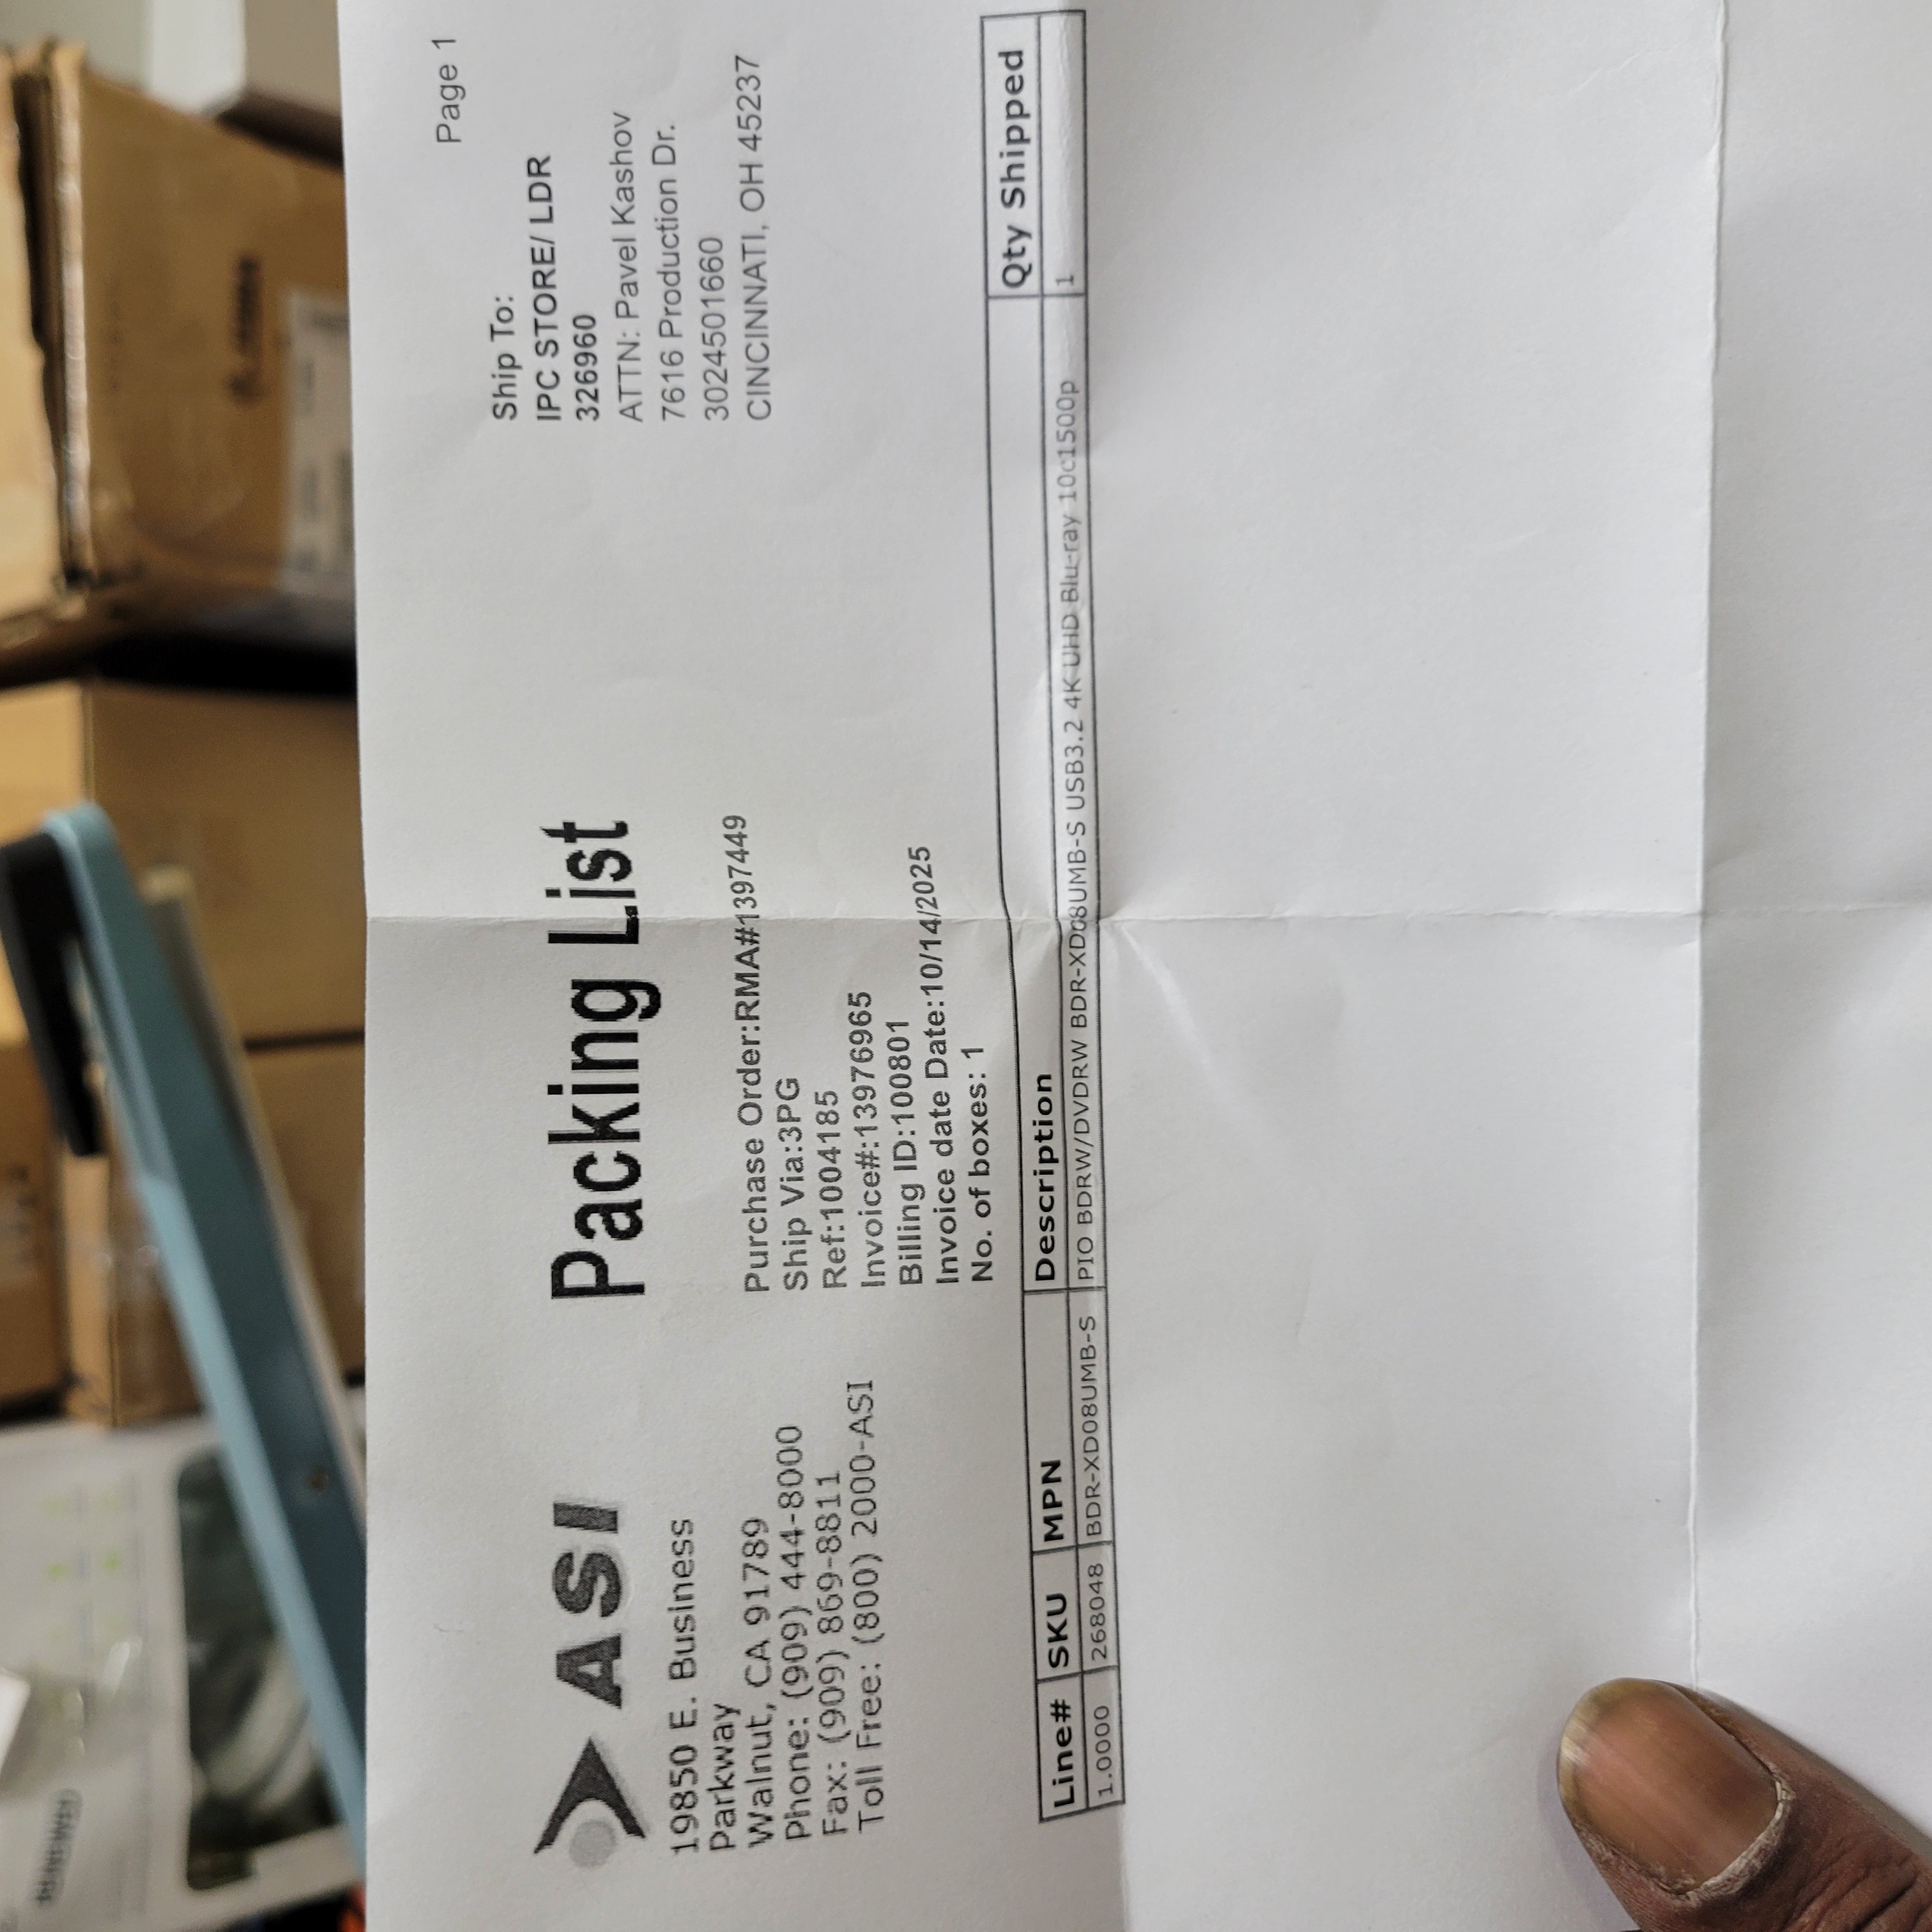 Page 1
ASI
Packing List
19850 E. Business
Parkway
Walnut, CA 91789
Phone: (909) 444-8000
Fax: (909) 869-8811
Toll Free: (800) 2000-ASI
Purchase Order:RMA#1397449
Ship Via:3PG
Ref:1004185
Invoice#:13976965
Billing ID:100801
Invoice date Date:10/14/2025
No. of boxes: 1
Ship To:
IPC STORE/ LDR
326960
ATTN: Pavel Kashov
7616 Production Dr.
3024501660
CINCINNATI, OH 45237
Line# SKU MPN Description Qty Shipped
1.0000 268048 BDR-XD08UMB-S PIO BDRW/DVDRW BDR-XD08UMB-S USB3.2 4K UHD Blu-ray 10c1500p 1